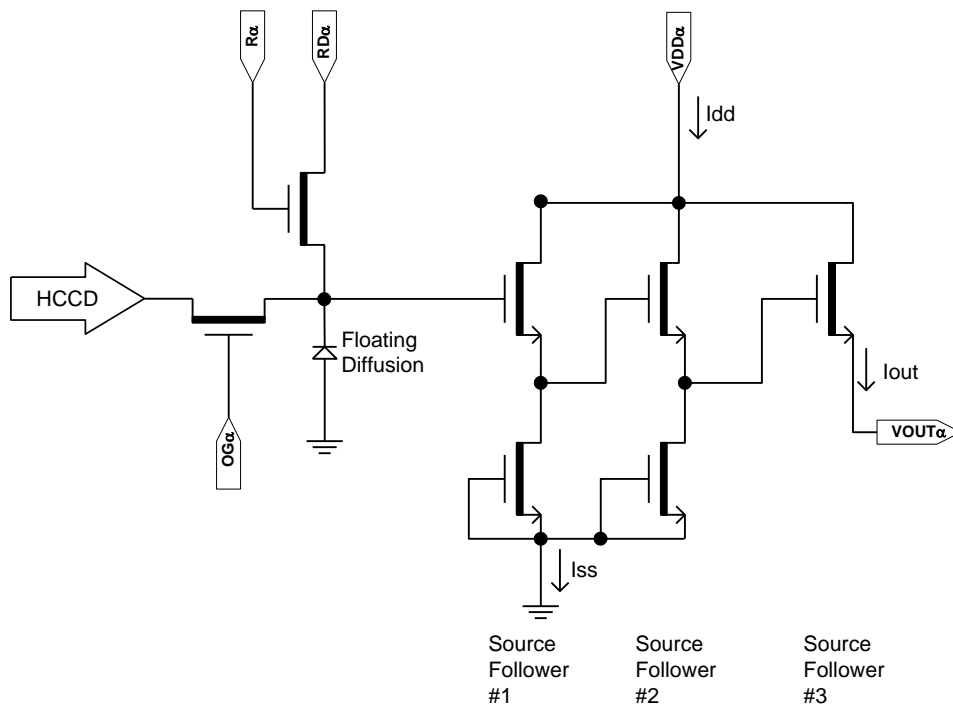 Rα
RDα
VDDα
Idd
HCCD
Floating
Diffusion
OGα
Iout
VOUTα
Iss
Source
Follower
#1
Source
Follower
#2
Source
Follower
#3